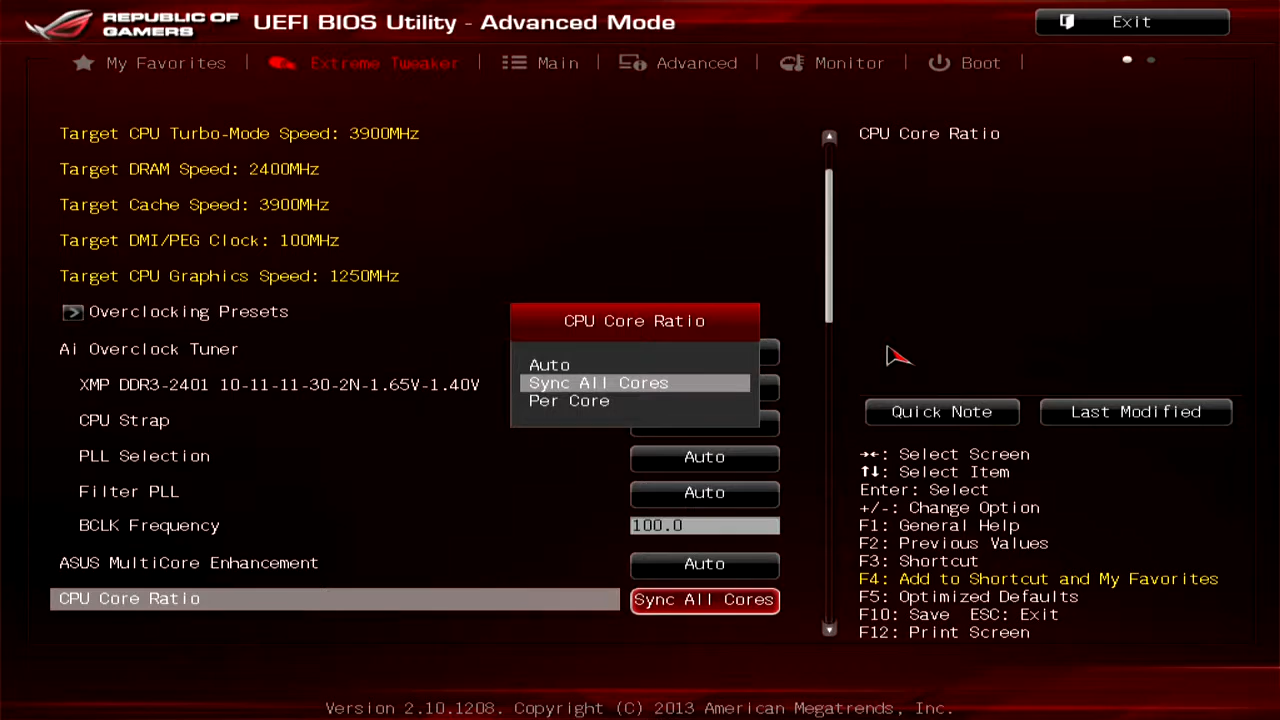 REPUBLIC OF
GAMERS
UEFI BIOS Utility - Advanced Mode
Exit
My Favorites
Extreme Tweaker
Main
Advanced
Monitor
Boot
Target CPU Turbo-Mode Speed: 3900MHz
Target DRAM Speed: 2400MHz
Target Cache Speed: 3900MHz
Target DMI/PEG Clock: 100MHz
Target CPU Graphics Speed: 1250MHz
Overclocking Presets
Ai Overclock Tuner
XMP DDR3-2401 10-11-11-30-2N-1.65V-1.40V
CPU Strap
PLL Selection
Auto
Filter PLL
Auto
BCLK Frequency
100.0
ASUS MultiCore Enhancement
Auto
CPU Core Ratio
Sync All Cores
CPU Core Ratio
Auto
Sync All Cores
Per Core
CPU Core Ratio
Quick Note
Last Modified
→←: Select Screen
↑↓: Select Item
Enter: Select
+/-: Change Option
F1: General Help
F2: Previous Values
F3: Shortcut
F4: Add to Shortcut and My Favorites
F5: Optimized Defaults
F10: Save ESC: Exit
F12: Print Screen
Version 2.10.1208. Copyright (C) 2013 American Megatrends, Inc.